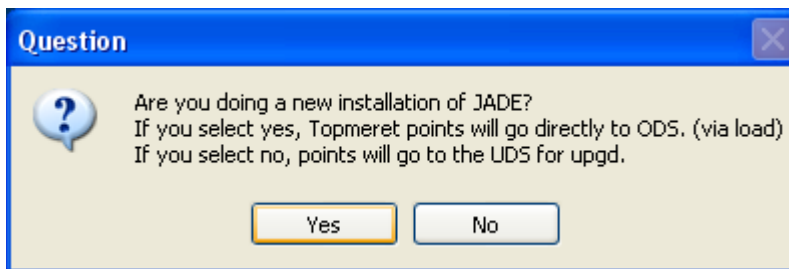 Question
Are you doing a new installation of JADE?
If you select yes, Topmeret points will go directly to ODS. (via load)
If you select no, points will go to the UDS for upgd.
Yes
No